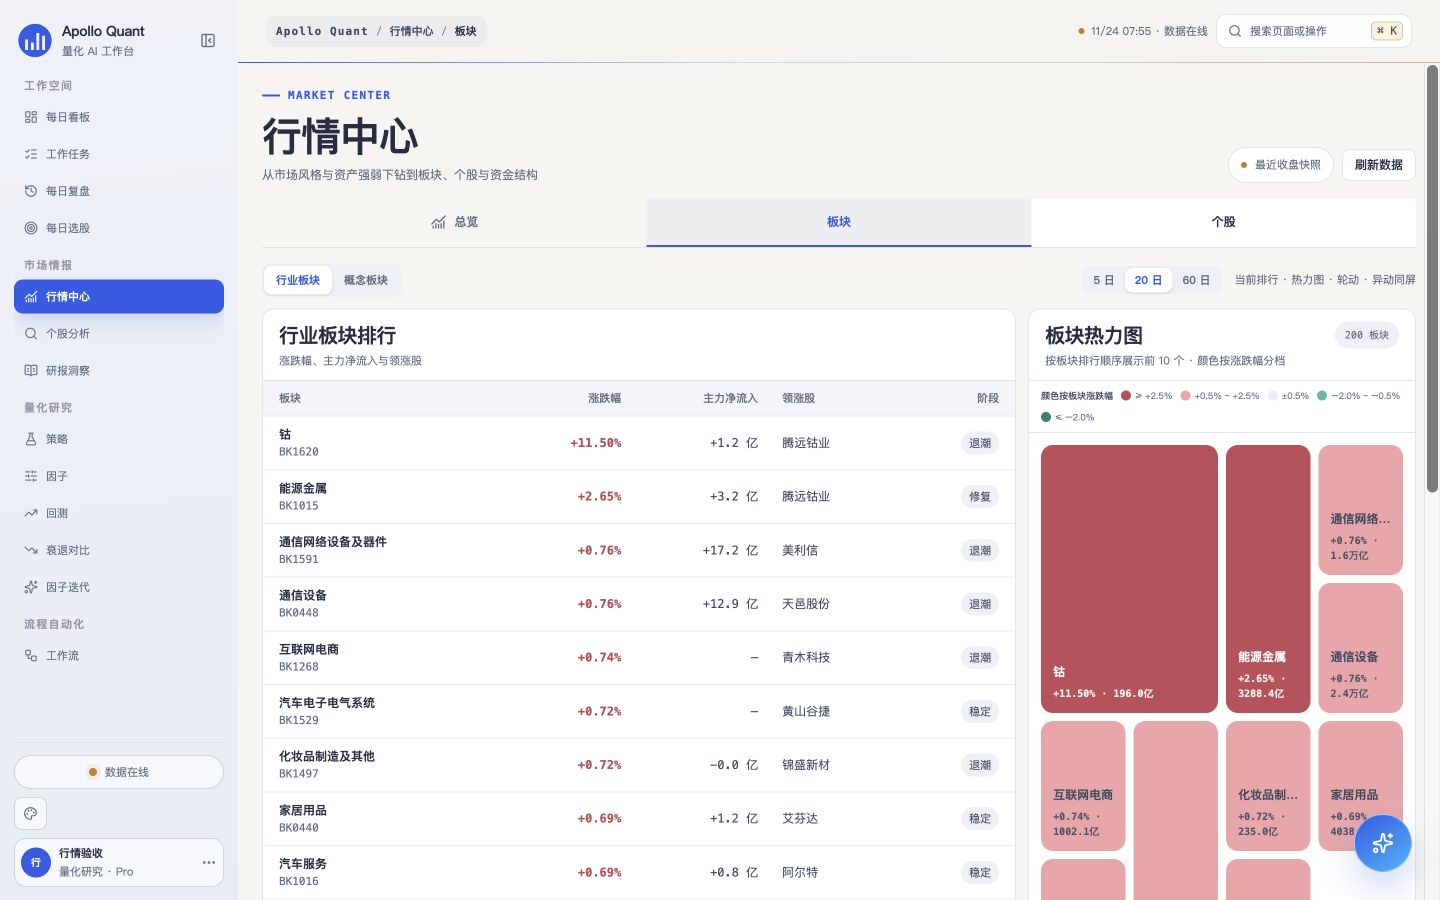 Apollo Quant
量化 AI 工作台
工作空间
每日看板
工作任务
每日复盘
每日选股
市场情报
行情中心
个股分析
研报洞察
量化研究
策略
因子
回测
衰退对比
因子迭代
流程自动化
工作流
数据在线
行
行情验收
量化研究 · Pro
Apollo Quant / 行情中心 / 板块
11/24 07:55 · 数据在线
搜索页面或操作
⌘ K
MARKET CENTER
行情中心
从市场风格与资产强弱下钻到板块、个股与资金结构
最近收盘快照
刷新数据
总览
板块
个股
行业板块
概念板块
5 日
20 日
60 日
当前排行 · 热力图 · 轮动 · 异动同屏
行业板块排行
涨跌幅、主力净流入与领涨股
板块 涨跌幅 主力净流入 领涨股 阶段
钴 +11.50% +1.2 亿 腾远钴业 退潮
BK1620
能源金属 +2.65% +3.2 亿 腾远钴业 修复
BK1015
通信网络设备及器件 +0.76% +17.2 亿 美利信 退潮
BK1591
通信设备 +0.76% +12.9 亿 天邑股份 退潮
BK0448
互联网电商 +0.74% — 青木科技 退潮
BK1268
汽车电子电气系统 +0.72% — 黄山谷捷 稳定
BK1529
化妆品制造及其他 +0.72% −0.0 亿 锦盛新材 退潮
BK1497
家居用品 +0.69% +1.2 亿 艾芬达 稳定
BK0440
汽车服务 +0.69% +0.8 亿 阿尔特 稳定
BK1016
板块热力图
200 板块
按板块排行顺序展示前 10 个 · 颜色按涨跌幅分档
颜色按板块涨跌幅 ≥ +2.5% +0.5% ~ +2.5% ±0.5% −2.0% ~ −0.5%
≤ −2.0%
钴
+11.50% · 196.0亿
能源金属
+2.65% ·
3288.4亿
通信网络…
+0.76% ·
1.6万亿
通信设备
+0.76% ·
2.4万亿
互联网电商
+0.74% ·
1002.1亿
化妆品制…
+0.72% ·
235.0亿
家居用品
+0.69%
4038